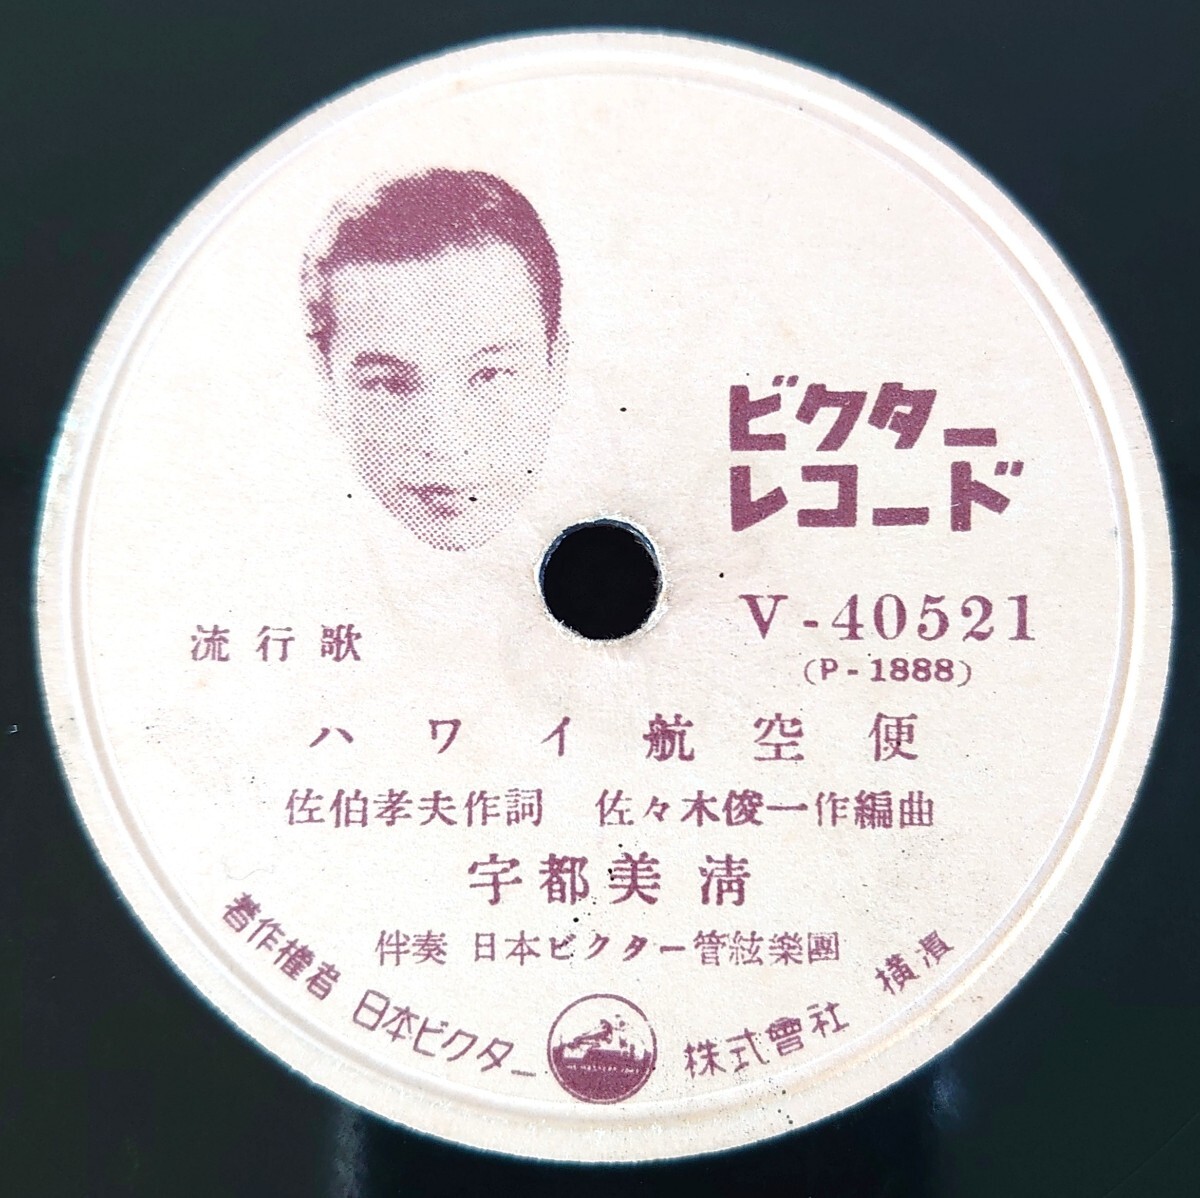 ビクター
レコード
V-40521
(P-1888)
流行歌
ハワイ航空便
佐伯孝夫作詞 佐々木俊一作編曲
宇都美清
伴奏 日本ビクター管絃樂團
著作權者 日本ビクター株式會社 横濱